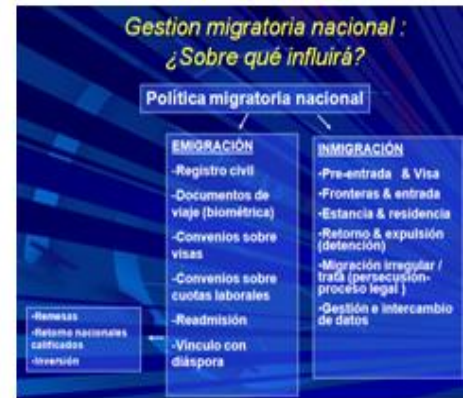 Gestion migratoria nacional :
¿Sobre qué influirá?
Política migratoria nacional
EMIGRACIÓN
-Registro civil
-Documentos de
viaje (biométrica)
-Convenios sobre
visas
-Convenios sobre
cuotas laborales
-Readmisión
-Vinculo con
diáspora
INMIGRACIÓN
-Pre-entrada & Visa
-Fronteras & entrada
-Estancia & residencia
-Retorno & expulsión
(detención)
-Migración irregular /
trata (persecusión-
proceso legal )
-Gestión e intercambio
de datos
-Remesas
-Retorno nacionales
calificados
-Inversión